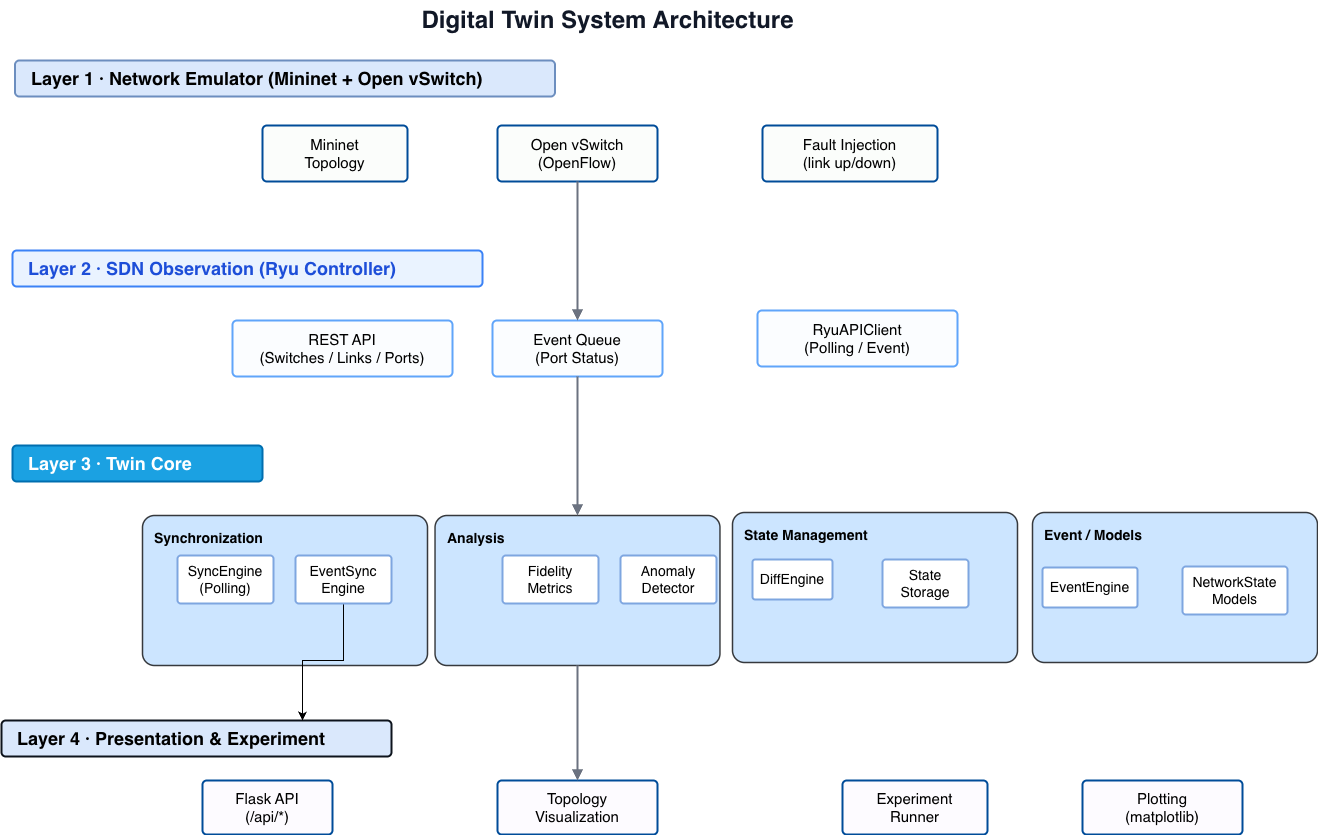 Digital Twin System Architecture
Layer 1 · Network Emulator (Mininet + Open vSwitch)
Mininet
Topology
Open vSwitch
(OpenFlow)
Fault Injection
(link up/down)
Layer 2 · SDN Observation (Ryu Controller)
REST API
(Switches / Links / Ports)
Event Queue
(Port Status)
RyuAPIClient
(Polling / Event)
Layer 3 · Twin Core
Synchronization
SyncEngine
(Polling)
EventSync
Engine
Analysis
Fidelity
Metrics
Anomaly
Detector
State Management
DiffEngine
State
Storage
Event / Models
EventEngine
NetworkState
Models
Layer 4 · Presentation & Experiment
Flask API
(/api/*)
Topology
Visualization
Experiment
Runner
Plotting
(matplotlib)